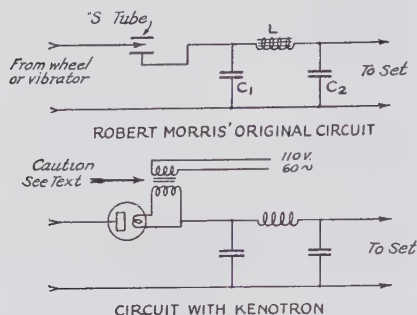 "S Tube
L
From wheel
or vibrator
C1
C2
To Set
ROBERT MORRIS' ORIGINAL CIRCUIT
Caution
See Text
110 V.
60~
To Set
CIRCUIT WITH KENOTRON